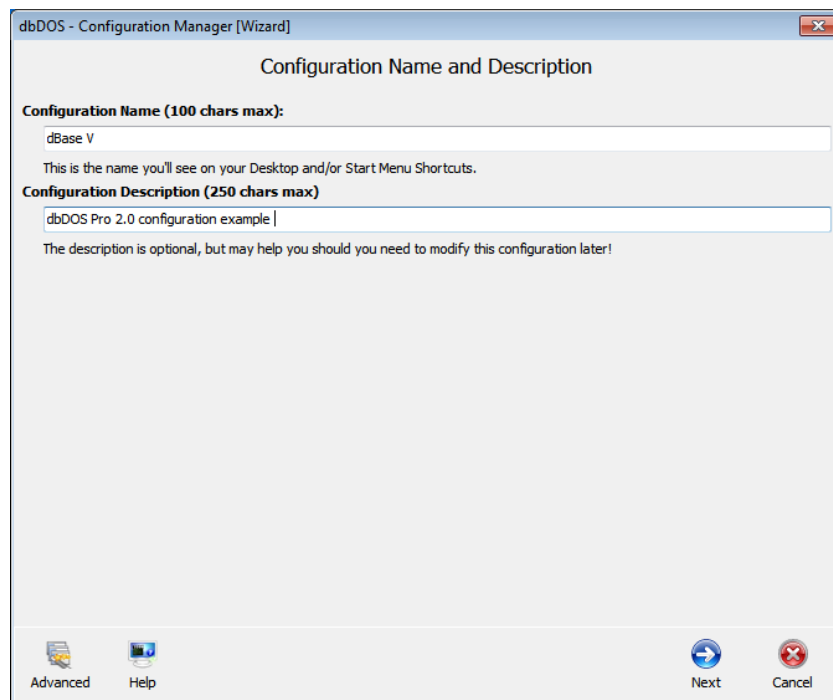 dbDOS - Configuration Manager [Wizard]
Configuration Name and Description
Configuration Name (100 chars max):
dBase V
This is the name you'll see on your Desktop and/or Start Menu Shortcuts.
Configuration Description (250 chars max)
dbDOS Pro 2.0 configuration example
The description is optional, but may help you should you need to modify this configuration later!
Advanced Help Next Cancel